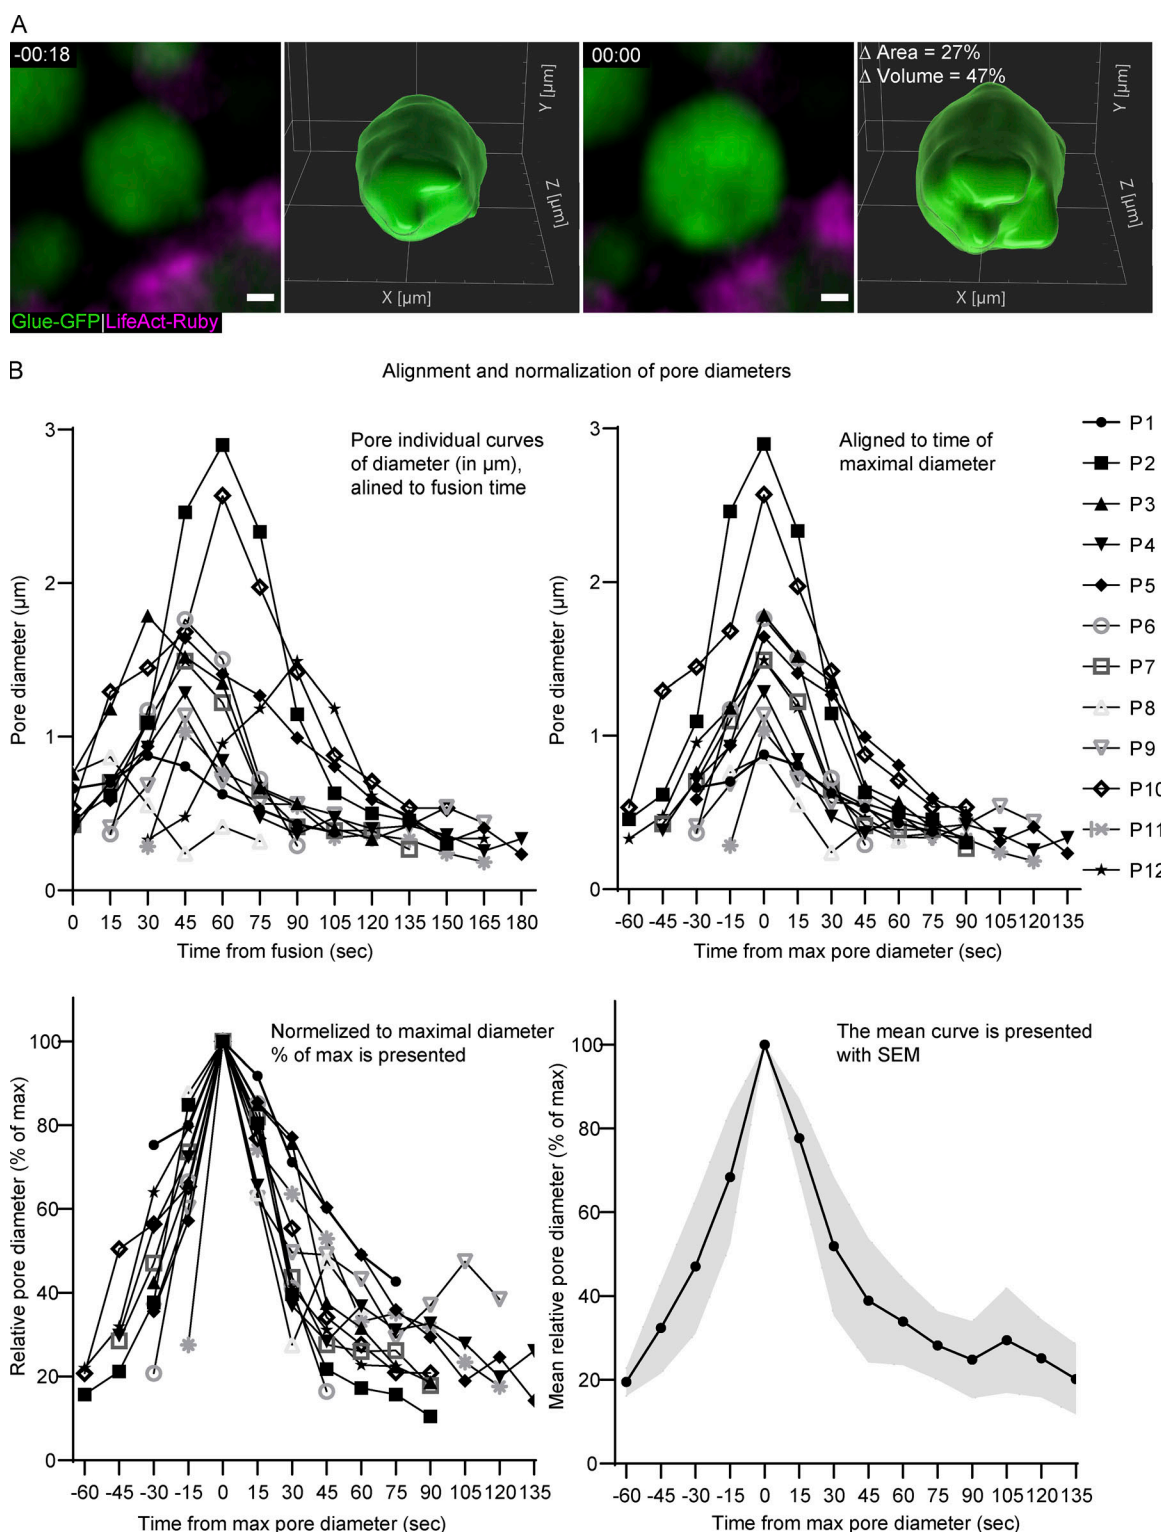 A
-00:18
Y [µm]
Z [µm]
X [µm]
00:00
Δ Area = 27%
Δ Volume = 47%
Y [µm]
Z [µm]
X [µm]
Glue-GFP|LifeAct-Ruby
B
Alignment and normalization of pore diameters
Pore individual curves
of diameter (in µm),
alined to fusion time
Pore diameter (µm)
3
2
1
0
0 15 30 45 60 75 90 105 120 135 150 165 180
Time from fusion (sec)
Aligned to time of
maximal diameter
Pore diameter (µm)
3
2
1
0
-60 -45 -30 -15 0 15 30 45 60 75 90 105 120 135
Time from max pore diameter (sec)
P1
P2
P3
P4
P5
P6
P7
P8
P9
P10
P11
P12
Normelized to maximal diameter
% of max is presented
Relative pore diameter (% of max)
100
80
60
40
20
0
-60 -45 -30 -15 0 15 30 45 60 75 90 105 120 135
Time from max pore diameter (sec)
The mean curve is presented
with SEM
Mean relative pore diameter (% of max)
100
80
60
40
20
0
-60 -45 -30 -15 0 15 30 45 60 75 90 105 120 135
Time from max pore diameter (sec)